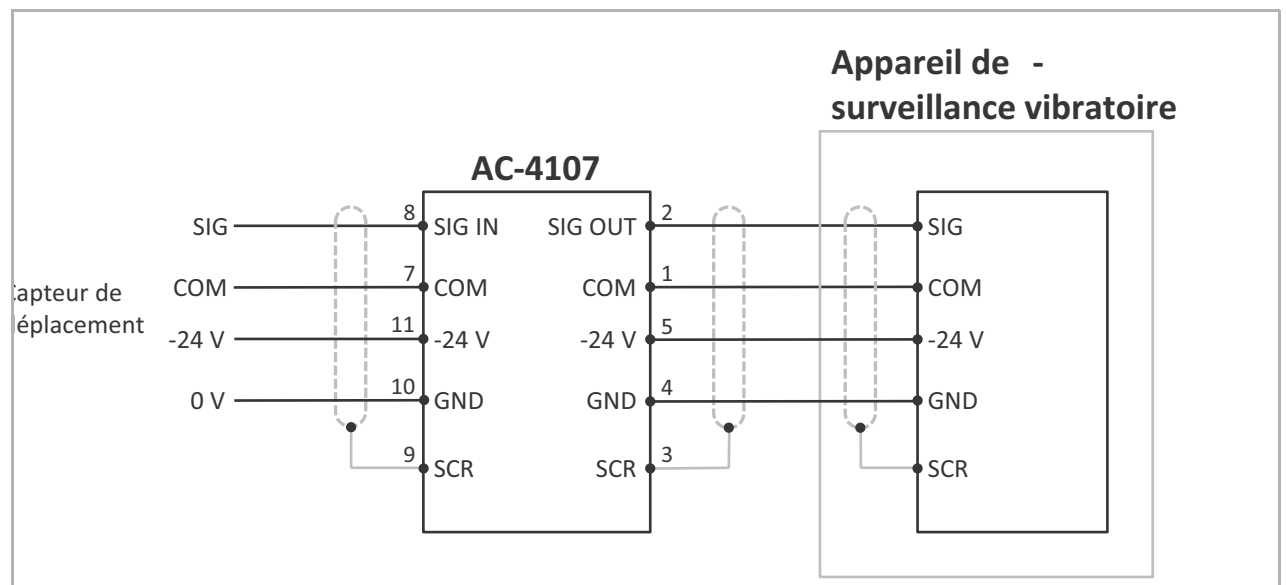 Appareil de -
surveillance vibratoire
AC-4107
SIG 8 SIG IN SIG OUT 2 SIG
COM 7 COM COM 1 COM
apteur de
éplacement
-24 V 11 -24 V -24 V 5 -24 V
0 V 10 GND GND 4 GND
9 SCR SCR 3 SCR